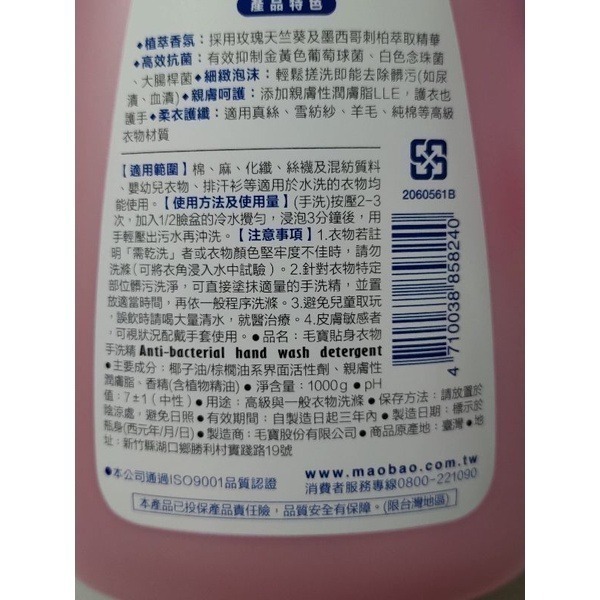 產品特色
◆植萃香氛：採用玫瑰天竺葵及墨西哥刺柏萃取精華
◆高效抗菌：有效抑制金黃色葡萄球菌、白色念珠菌
、大腸桿菌◆細緻泡沫：輕鬆搓洗即能去除髒污(如尿
漬、血漬)◆親膚呵護：添加親膚性潤膚脂LLE，護衣也
護手◆柔衣護纖：適用真絲、雪紡紗、羊毛、純棉等高級
衣物材質
【適用範圍】棉、麻、化纖、絲襪及混紡質料
、嬰幼兒衣物、排汗衫等適用於水洗的衣物均
能使用。【使用方法及使用量】(手洗)按壓2-3
次，加入1/2臉盆的冷水攪勻，浸泡3分鐘後，用
手輕壓出污水再沖洗。【注意事項】1.衣物若註
明「需乾洗」者或衣物顏色堅牢度不佳時，請勿
洗滌(可將衣角浸入水中試驗)。2.針對衣物特定
部位髒污洗淨，可直接塗抹適量的手洗精，並置
放適當時間，再依一般程序洗滌。3.避免兒童取玩
，誤飲時請喝大量清水，就醫治療。4.皮膚敏感者
，可視狀況配戴手套使用。●品名：毛寶貼身衣物
手洗精Anti-bacterial hand wash detergent
●主要成分：椰子油/棕櫚油系界面活性劑、親膚性
潤膚脂、香精(含植物精油)●淨含量：1000g●pH
值：7±1(中性)●用途：高級與一般衣物洗滌●保存方法：請放置於
陰涼處，避免日照●有效期間：自製造日起三年內●製造日期：標示於
瓶身(西元年/月/日)●製造商：毛寶股份有限公司●商品原產地：臺灣●地
址：新竹縣湖口鄉勝利村實踐路19號
2060561B
4 710038 858240
●本公司通過ISO9001品質認證
www.maobao.com.tw
消費者服務專線0800-221090
本產品已投保產品責任險，品質安全有保障。(限台灣地區)